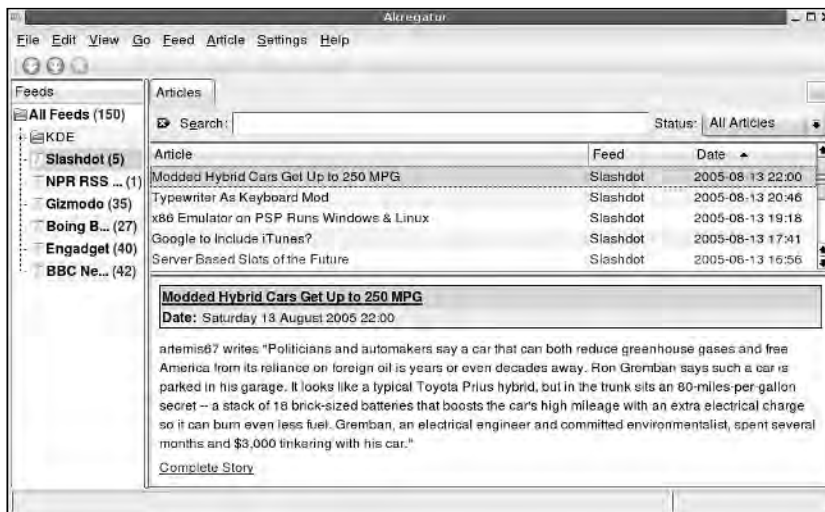 Akregator
File Edit View Go Feed Article Settings Help
Feeds
All Feeds (150)
KDE
Slashdot (5)
NPR RSS ... (1)
Gizmodo (35)
Boing B... (27)
Engadget (40)
BBC Ne... (42)
Articles
Search:
Status: All Articles
Article Feed Date
Modded Hybrid Cars Get Up to 250 MPG Slashdot 2005-08-13 22:00
Typewriter As Keyboard Mod Slashdot 2005-08-13 20:46
x86 Emulator on PSP Runs Windows & Linux Slashdot 2005-08-13 19:18
Google to Include iTunes? Slashdot 2005-08-13 17:41
Server Based Slots of the Future Slashdot 2005-08-13 16:56
Modded Hybrid Cars Get Up to 250 MPG
Date: Saturday 13 August 2005 22:00
artemis67 writes "Politicians and automakers say a car that can both reduce greenhouse gases and free
America from its reliance on foreign oil is years or even decades away. Ron Gremban says such a car is
parked in his garage. It looks like a typical Toyota Prius hybrid, but in the trunk sits an 80-miles-per-gallon
secret -- a stack of 18 brick-sized batteries that boosts the car's high mileage with an extra electrical charge
so it can burn even less fuel. Gremban, an electrical engineer and committed environmentalist, spent several
months and $3,000 tinkering with his car."
Complete Story